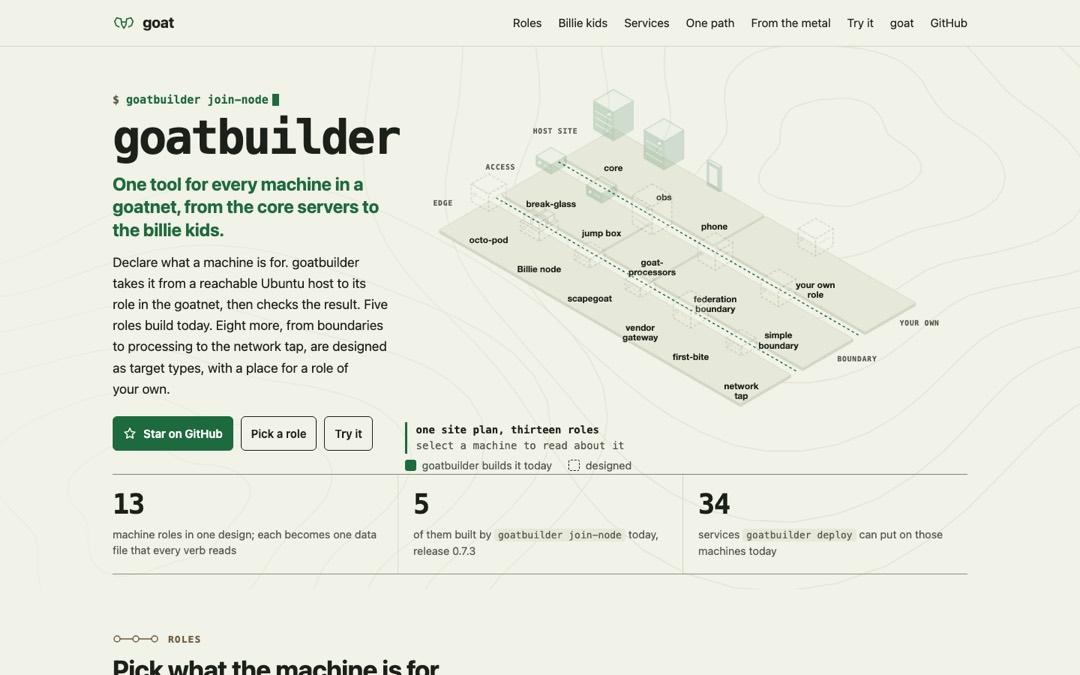 goat
Roles Billie kids Services One path From the metal Try it goat GitHub
$ goatbuilder join-node
goatbuilder
One tool for every machine in a
goatnet, from the core servers to
the billie kids.
Declare what a machine is for. goatbuilder
takes it from a reachable Ubuntu host to its
role in the goatnet, then checks the result. Five
roles build today. Eight more, from boundaries
to processing to the network tap, are designed
as target types, with a place for a role of
your own.
Star on GitHub Pick a role Try it
HOST SITE
ACCESS
EDGE
core
break-glass
obs
octo-pod
jump box
phone
Billie node
goat-
processors
scapegoat
federation
boundary
your own
role
vendor
gateway
simple
boundary
first-bite
network
tap
YOUR OWN
BOUNDARY
one site plan, thirteen roles
select a machine to read about it
goatbuilder builds it today designed
13
machine roles in one design; each becomes one data
file that every verb reads
5
of them built by goatbuilder join-node today,
release 0.7.3
34
services goatbuilder deploy can put on those
machines today
ROLES
Pick what the machine is for